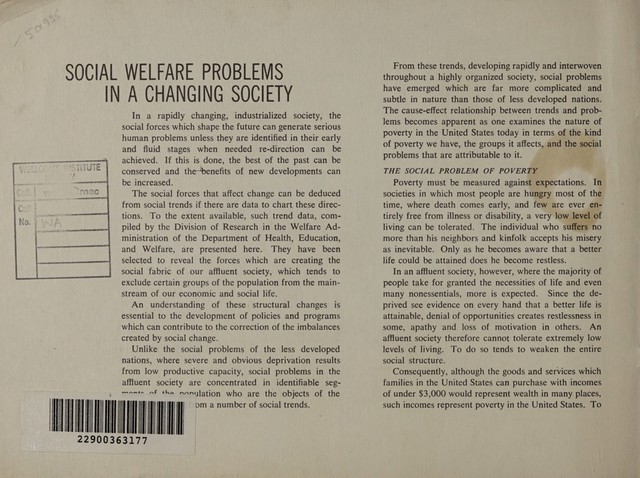 SOCIAL WELFARE PROBLEMS
IN A CHANGING SOCIETY
In a rapidly changing, industrialized society, the
social forces which shape the future can generate serious
human problems unless they are identified in their early
and fluid stages when needed re-direction can be
achieved. If this is done, the best of the past can be
conserved and the benefits of new developments can
be increased.
The social forces that affect change can be deduced
from social trends if there are data to chart these direc-
tions. To the extent available, such trend data, com-
piled by the Division of Research in the Welfare Ad-
ministration of the Department of Health, Education,
and Welfare, are presented here. They have been
selected to reveal the forces which are creating the
social fabric of our affluent society, which tends to
exclude certain groups of the population from the main-
stream of our economic and social life.
An understanding of these structural changes is
essential to the development of policies and programs
which can contribute to the correction of the imbalances
created by social change.
Unlike the social problems of the less developed
nations, where severe and obvious deprivation results
from low productive capacity, social problems in the
affluent society are concentrated in identifiable seg-
ments of the population who are the objects of the
from a number of social trends.
INSTITUTE
No. WA
22900363177
From these trends, developing rapidly and interwoven
throughout a highly organized society, social problems
have emerged which are far more complicated and
subtle in nature than those of less developed nations.
The cause-effect relationship between trends and prob-
lems becomes apparent as one examines the nature of
poverty in the United States today in terms of the kind
of poverty we have, the groups it affects, and the social
problems that are attributable to it.
THE SOCIAL PROBLEM OF POVERTY
Poverty must be measured against expectations. In
societies in which most people are hungry most of the
time, where death comes early, and few are ever en-
tirely free from illness or disability, a very low level of
living can be tolerated. The individual who suffers no
more than his neighbors and kinfolk accepts his misery
as inevitable. Only as he becomes aware that a better
life could be attained does he become restless.
In an affluent society, however, where the majority of
people take for granted the necessities of life and even
many nonessentials, more is expected. Since the de-
prived see evidence on every hand that a better life is
attainable, denial of opportunities creates restlessness in
some, apathy and loss of motivation in others. An
affluent society therefore cannot tolerate extremely low
levels of living. To do so tends to weaken the entire
social structure.
Consequently, although the goods and services which
families in the United States can purchase with incomes
of under $3,000 would represent wealth in many places,
such incomes represent poverty in the United States. To